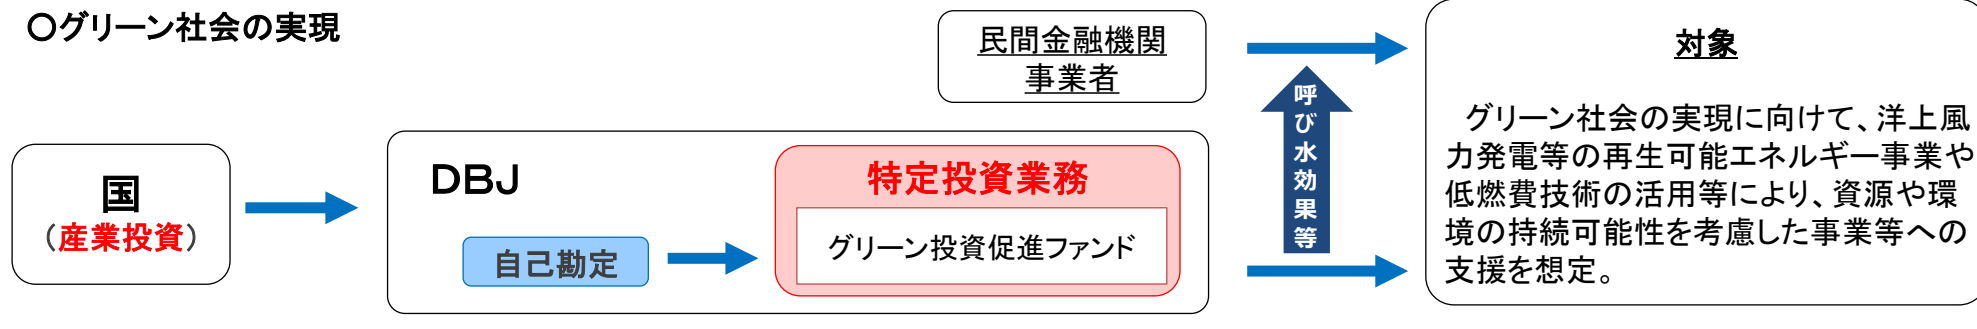 〇グリーン社会の実現
民間金融機関
事業者
国
（産業投資）
DBJ
自己勘定
特定投資業務
グリーン投資促進ファンド
呼び水効果等
対象
グリーン社会の実現に向けて、洋上風
力発電等の再生可能エネルギー事業や
低燃費技術の活用等により、資源や環
境の持続可能性を考慮した事業等への
支援を想定。